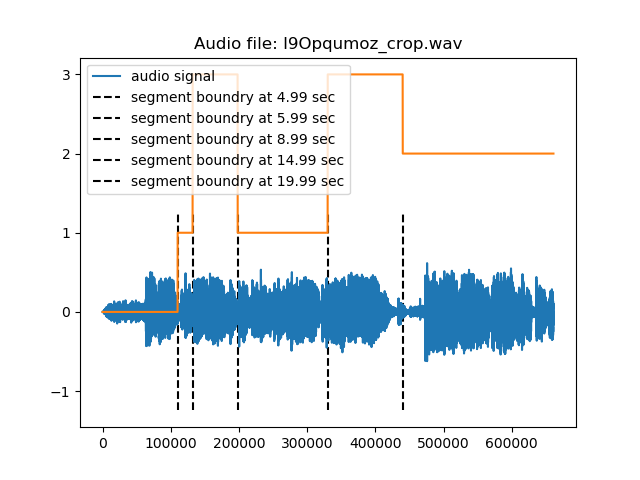 Audio file: I9Opqumoz_crop.wav
audio signal
segment boundry at 4.99 sec
segment boundry at 5.99 sec
segment boundry at 8.99 sec
segment boundry at 14.99 sec
segment boundry at 19.99 sec
3
2
1
0
−1
0 100000 200000 300000 400000 500000 600000